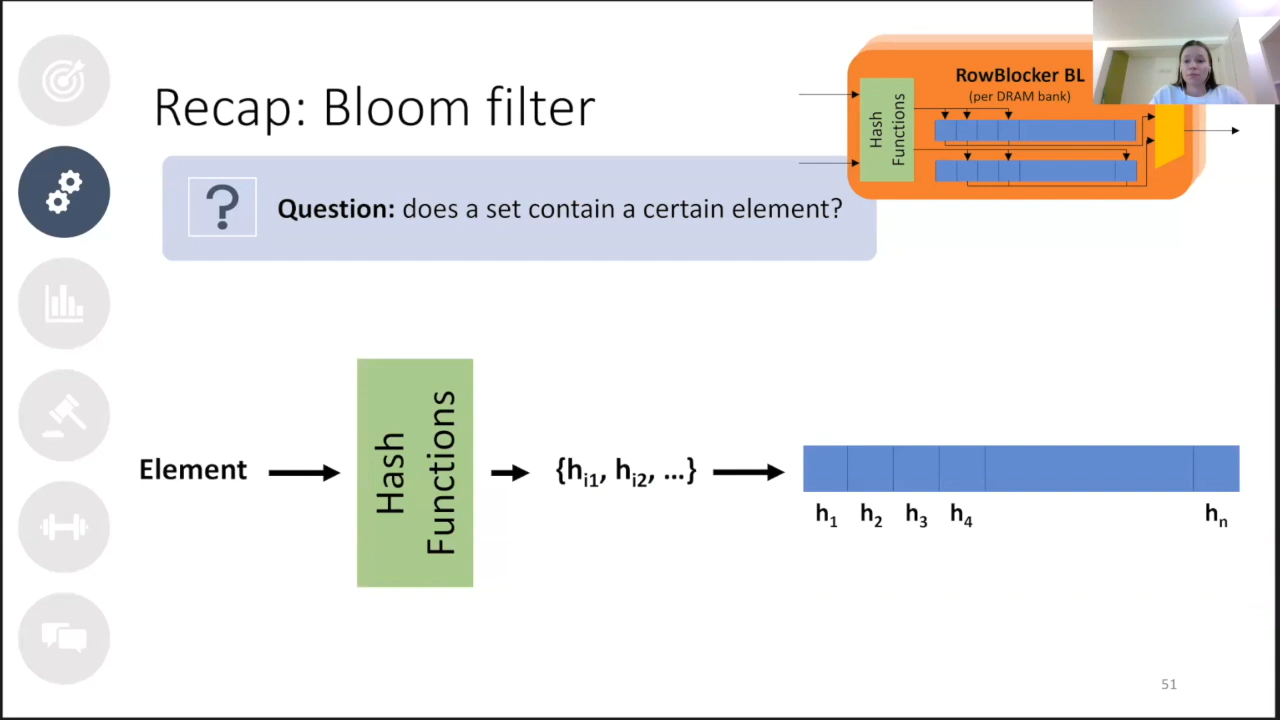 Recap: Bloom filter
RowBlocker BL
(per DRAM bank)
Hash
Functions
?
Question: does a set contain a certain element?
Element
Hash
Functions
{hi1, hi2, ...}
h1 h2 h3 h4 hn
51